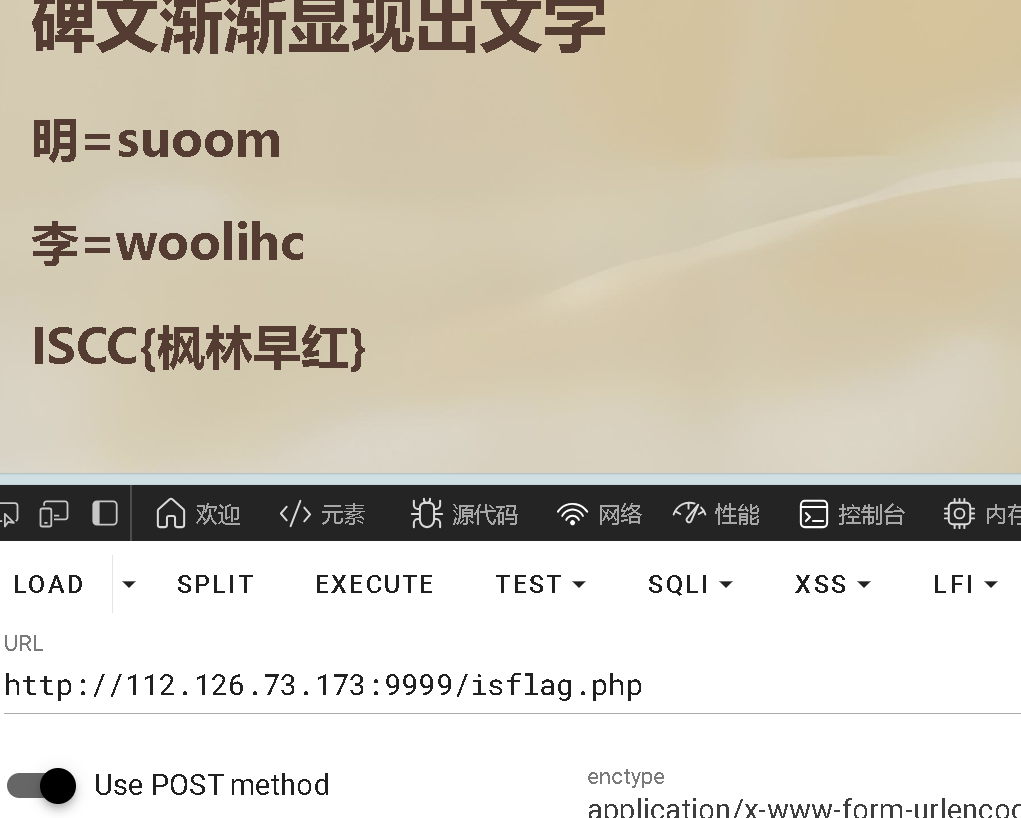 碑文渐渐显现出文字
明=suoom
李=woolihc
ISCC{枫林早红}
欢迎 元素 源代码 网络 性能 控制台 内存
LOAD SPLIT EXECUTE TEST SQLI XSS LFI
URL
http://112.126.73.173:9999/isflag.php
Use POST method
enctype
application/x-www-form-urlencoc